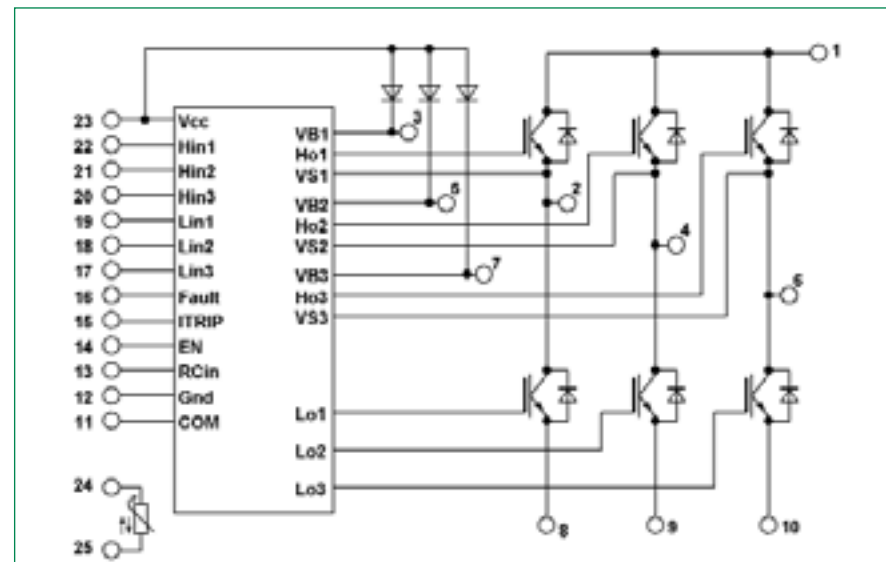 1
23 Vcc
VB1 3
22 Hin1
Ho1
21 Hin2
VS1
20 Hin3
VB2 5
2
19 Lin1
Ho2
18 Lin2
VS2
4
17 Lin3
VB3 7
16 Fault
Ho3
6
15 ITRIP
VS3
14 EN
13 RCin
12 Gnd
11 COM
Lo1
Lo2
24
Lo3
25
8
9
10